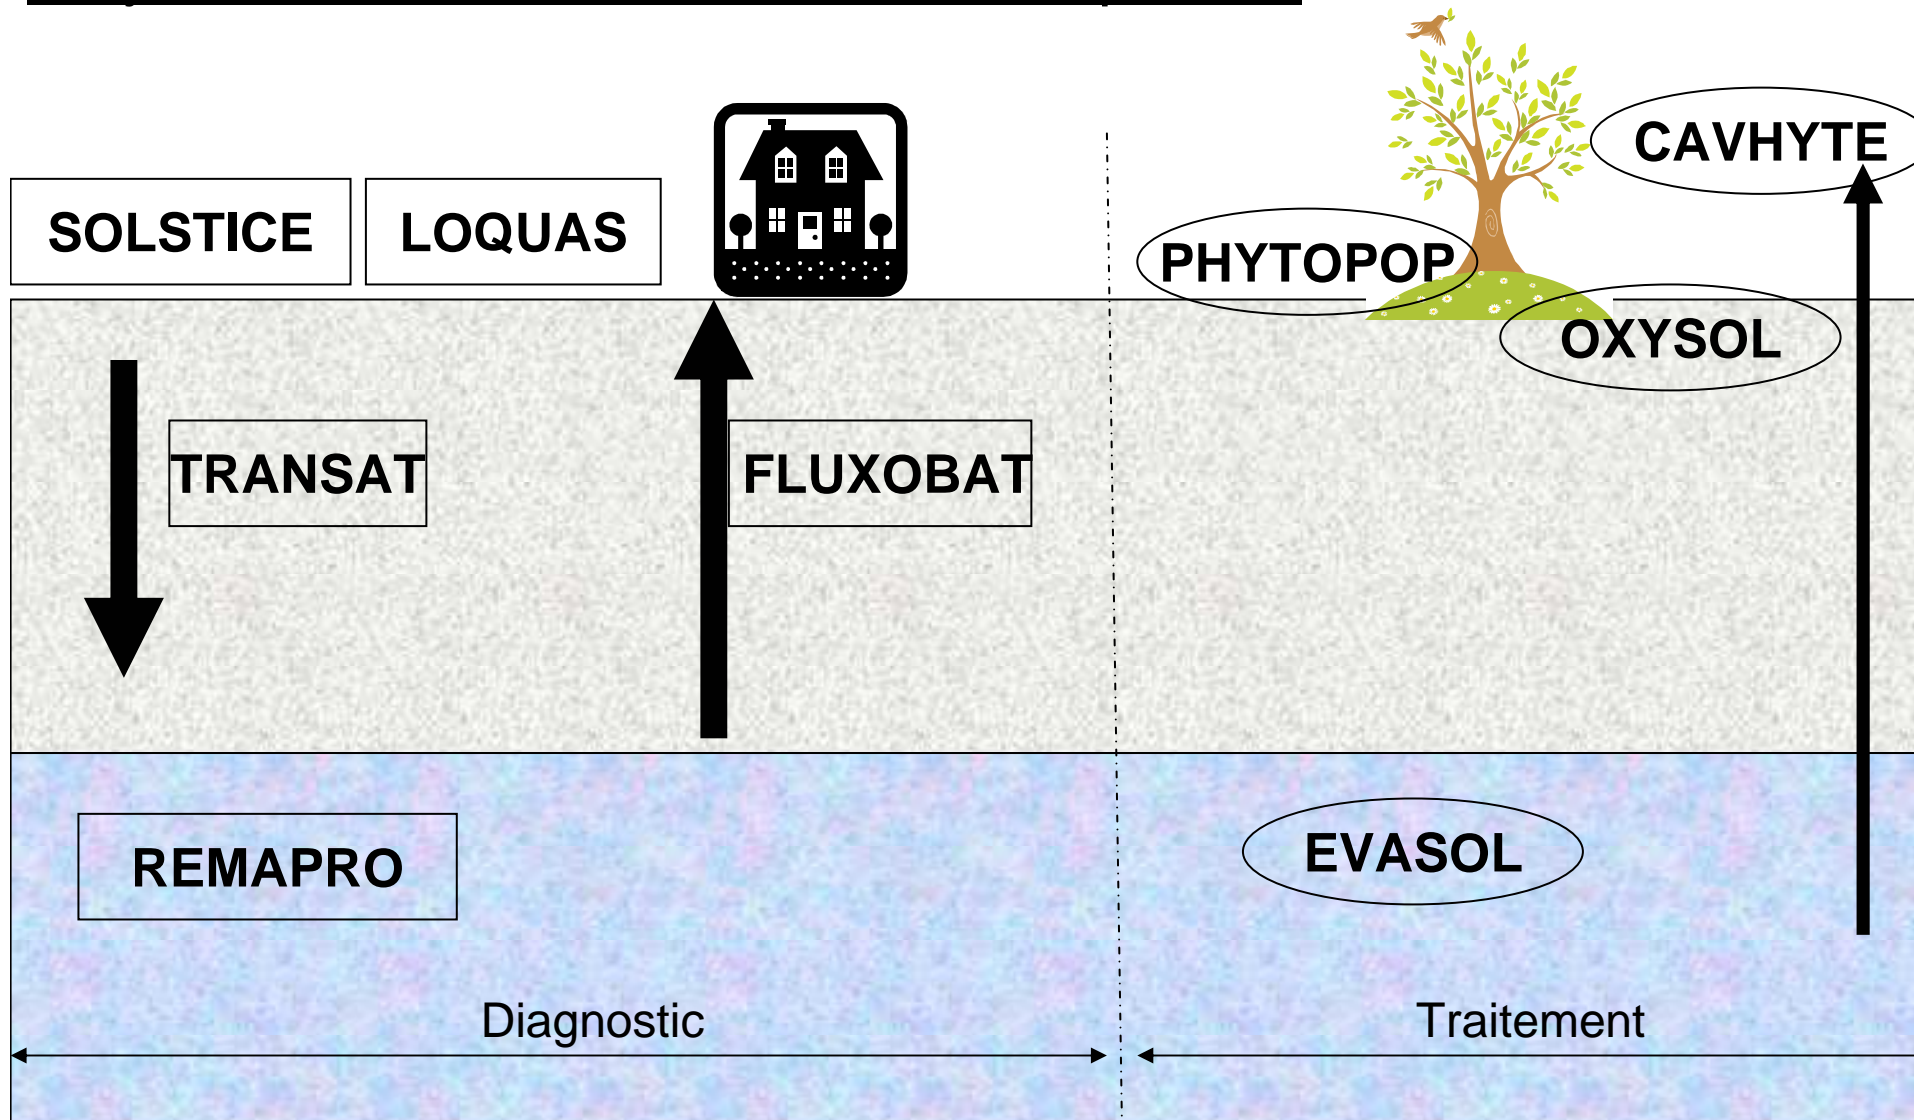 CAVHYTE
SOLSTICE
LOQUAS
PHYTOPOP
OXYSOL
TRANSAT
FLUXOBAT
REMAPRO
EVASOL
Diagnostic
Traitement